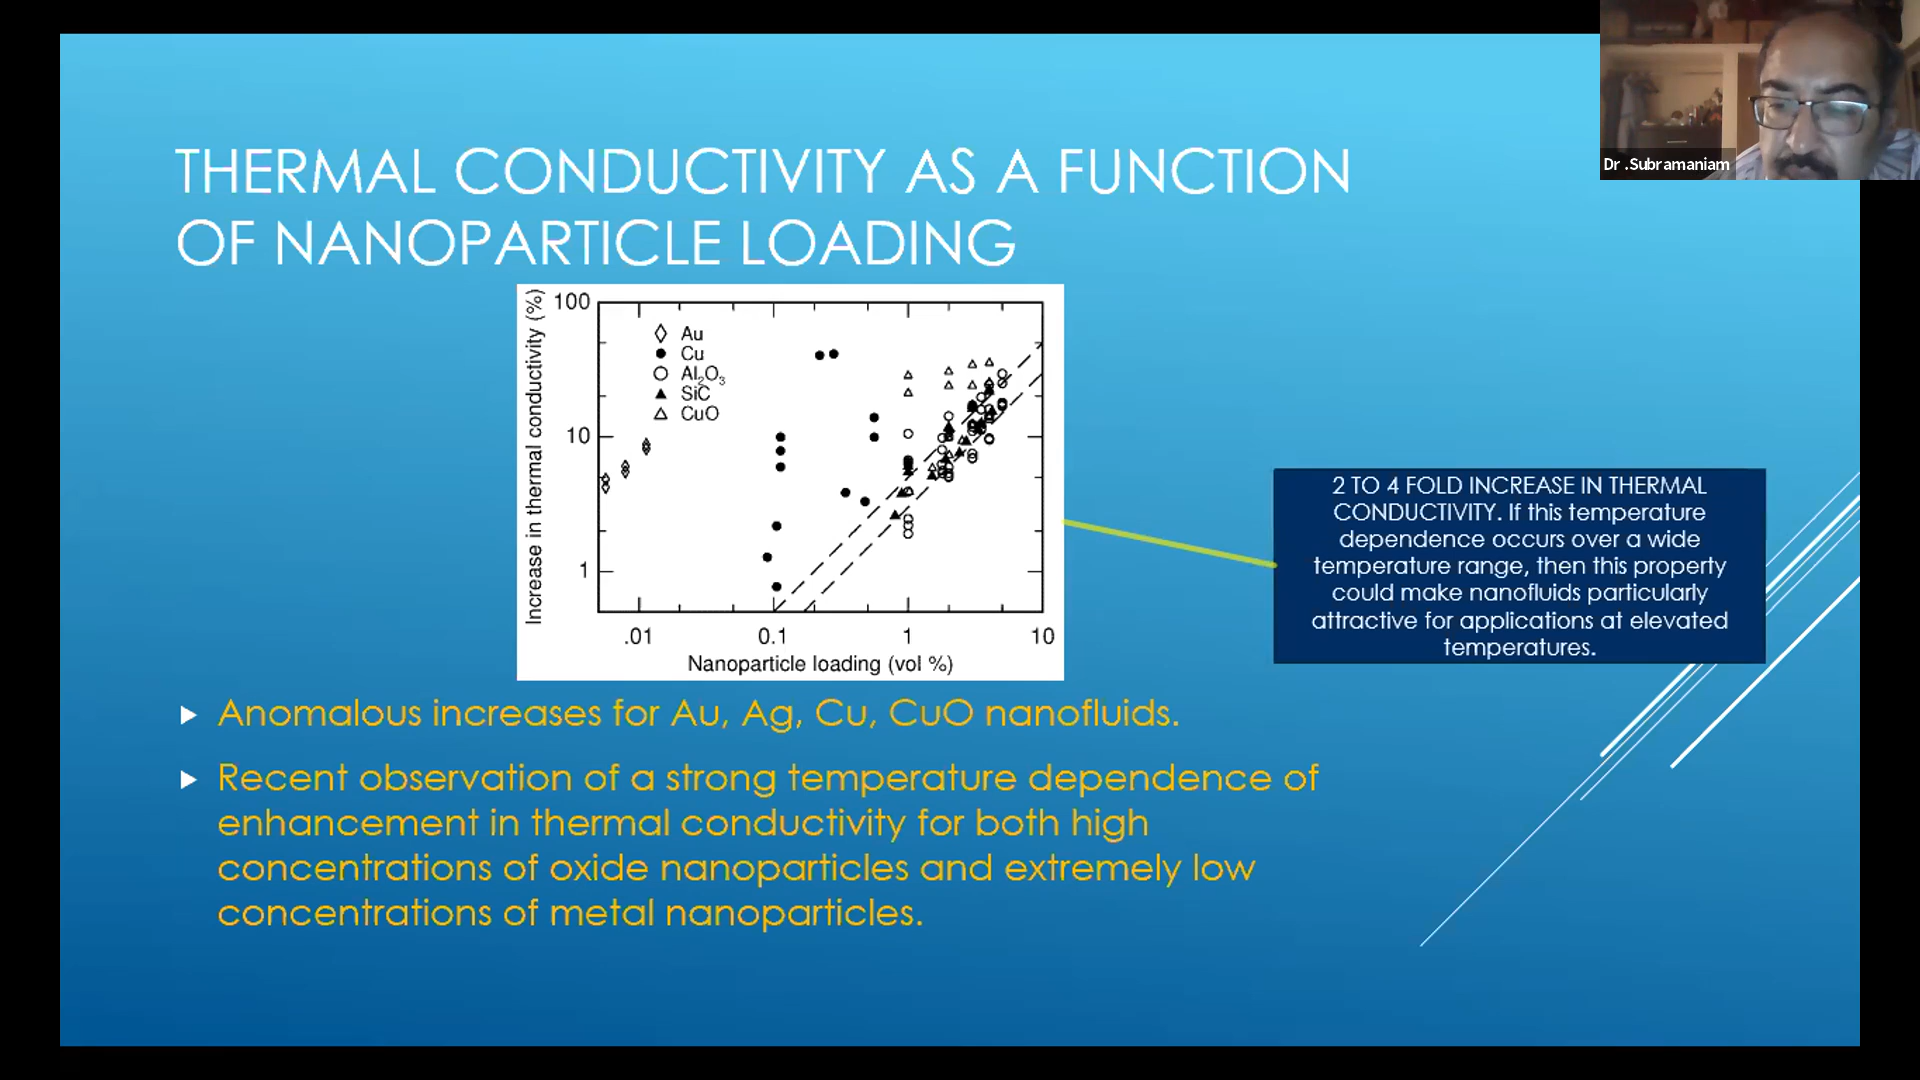 Dr .Subramaniam
THERMAL CONDUCTIVITY AS A FUNCTION
OF NANOPARTICLE LOADING
Increase in thermal conductivity (%)
100
10
1
Au
Cu
Al2O3
SiC
CuO
.01 0.1 1 10
Nanoparticle loading (vol %)
2 TO 4 FOLD INCREASE IN THERMAL
CONDUCTIVITY. If this temperature
dependence occurs over a wide
temperature range, then this property
could make nanofluids particularly
attractive for applications at elevated
temperatures.
Anomalous increases for Au, Ag, Cu, CuO nanofluids.
Recent observation of a strong temperature dependence of
enhancement in thermal conductivity for both high
concentrations of oxide nanoparticles and extremely low
concentrations of metal nanoparticles.